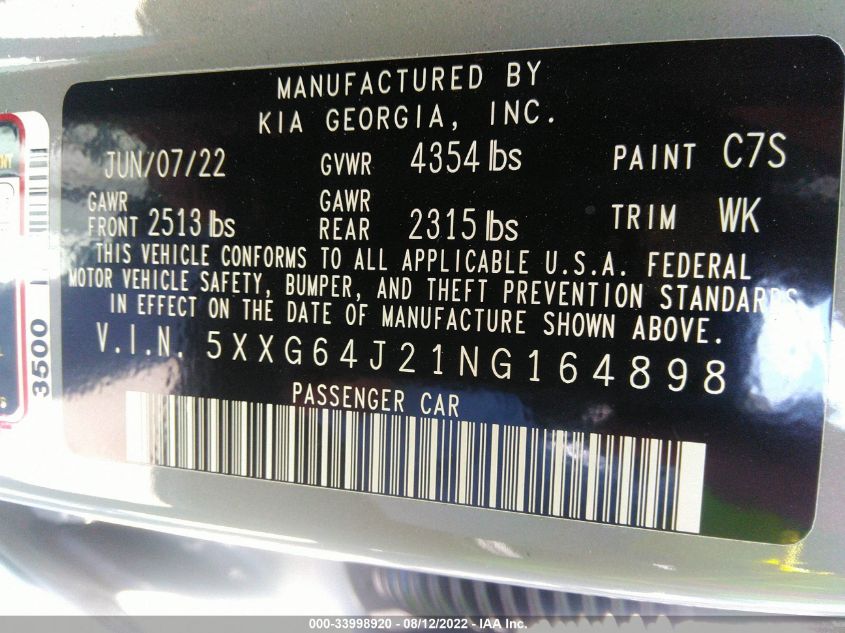 MANUFACTURED BY
KIA GEORGIA, INC.
JUN/07/22 GVWR 4354 lbs PAINT C7S
GAWR FRONT 2513 lbs GAWR REAR 2315 lbs TRIM WK
THIS VEHICLE CONFORMS TO ALL APPLICABLE U.S.A. FEDERAL
MOTOR VEHICLE SAFETY, BUMPER, AND THEFT PREVENTION STANDARDS
IN EFFECT ON THE DATE OF MANUFACTURE SHOWN ABOVE.
V.I.N. 5XXG64J21NG164898
PASSENGER CAR
3500
000-33998920 - 08/12/2022 - IAA Inc.